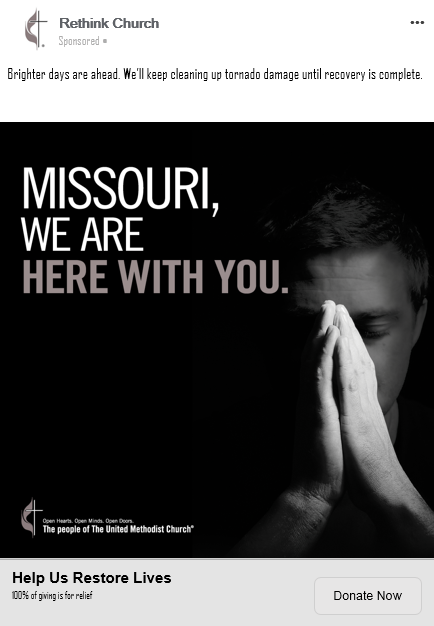 Rethink Church
Sponsored
Brighter days are ahead. We'll keep cleaning up tornado damage until recovery is complete.
MISSOURI,
WE ARE
HERE WITH YOU.
Open Hearts. Open Minds. Open Doors.
The people of The United Methodist Church®
Help Us Restore Lives
100% of giving is for relief
Donate Now